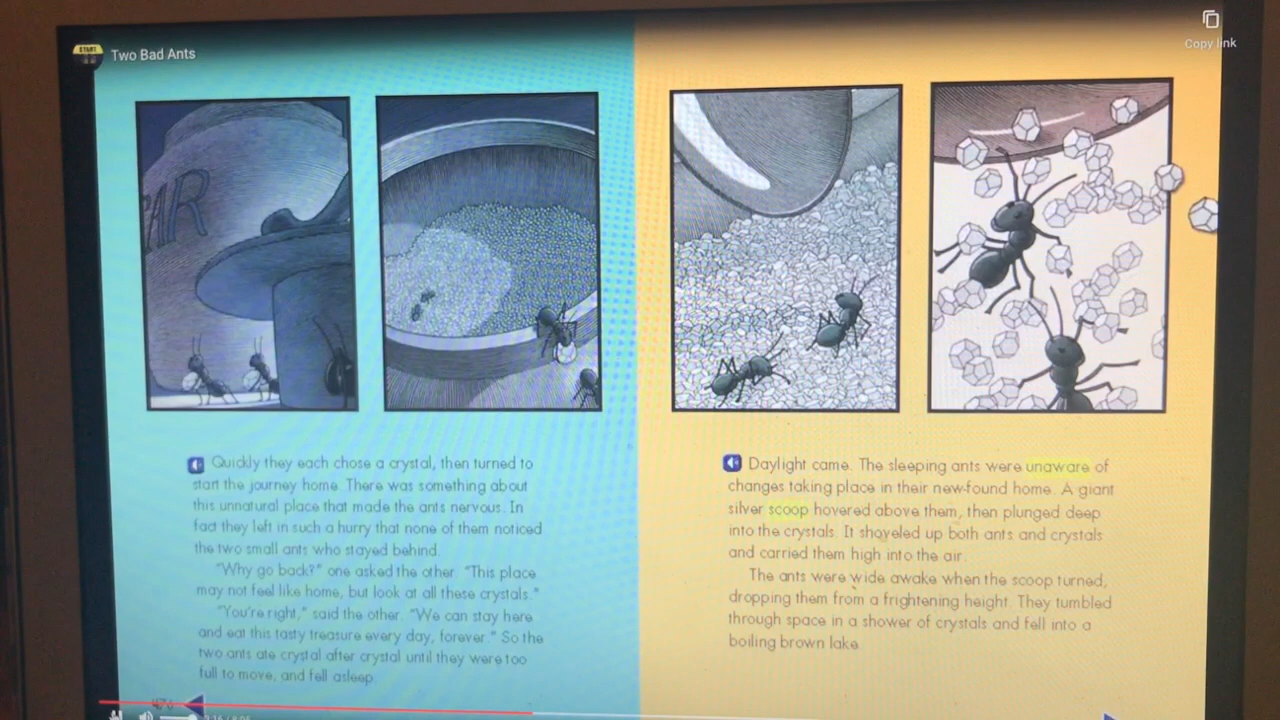 START
Two Bad Ants
Copy link
AR
Quickly they each chose a crystal, then turned to
start the journey home. There was something about
this unnatural place that made the ants nervous. In
fact they left in such a hurry that none of them noticed
the two small ants who stayed behind.
"Why go back?" one asked the other. "This place
may not feel like home, but look at all these crystals."
"You're right," said the other. "We can stay here
and eat this tasty treasure every day, forever." So the
two ants ate crystal after crystal until they were too
full to move, and fell asleep.
Daylight came. The sleeping ants were unaware of
changes taking place in their new-found home. A giant
silver scoop hovered above them, then plunged deep
into the crystals. It shoveled up both ants and crystals
and carried them high into the air.
The ants were wide awake when the scoop turned,
dropping them from a frightening height. They tumbled
through space in a shower of crystals and fell into a
boiling brown lake.
476